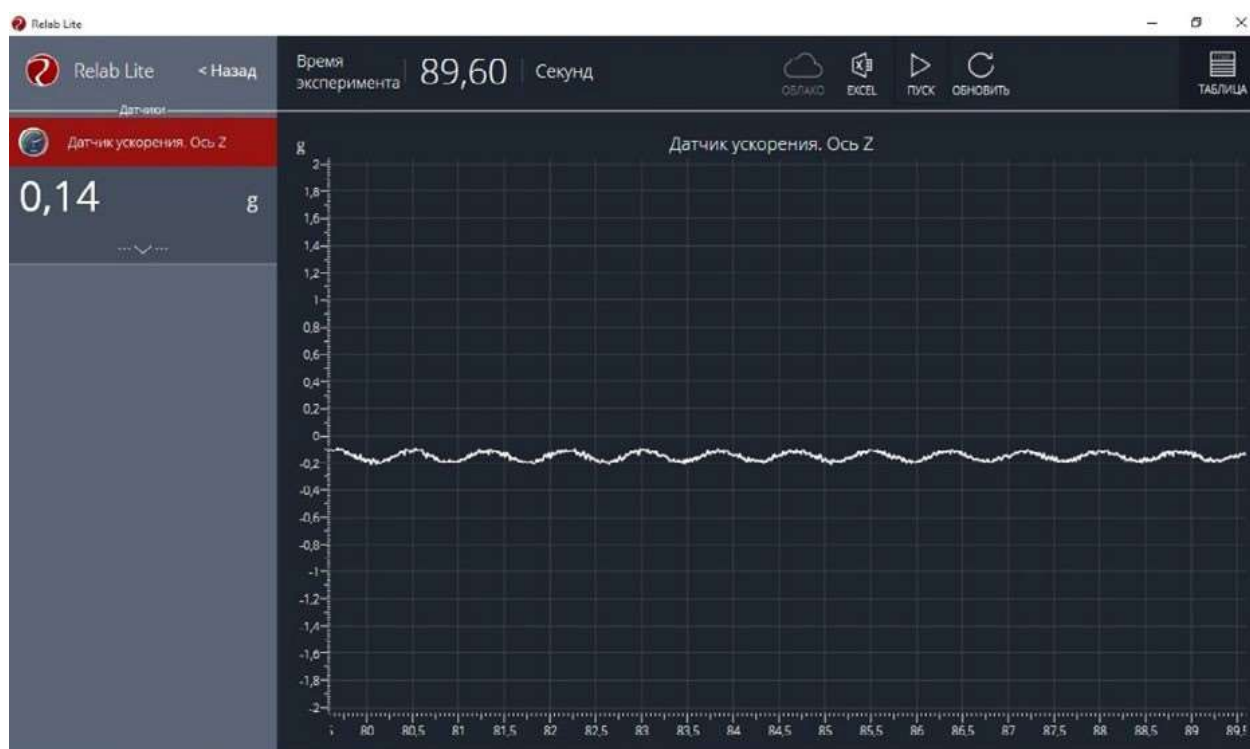 Relab Lite
Relab Lite
< Назад
Время
эксперимента
89,60
Секунд
ОБЛАКО
EXCEL
ПУСК
ОБНОВИТЬ
ТАБЛИЦА
Датчики
Датчик ускорения. Ось Z
0,14
g
g
Датчик ускорения. Ось Z
2
1,8
1,6
1,4
1,2
1
0,8
0,6
0,4
0,2
0
-0,2
-0,4
-0,6
-0,8
-1
-1,2
-1,4
-1,6
-1,8
-2
80 80,5 81 81,5 82 82,5 83 83,5 84 84,5 85 85,5 86 86,5 87 87,5 88 88,5 89